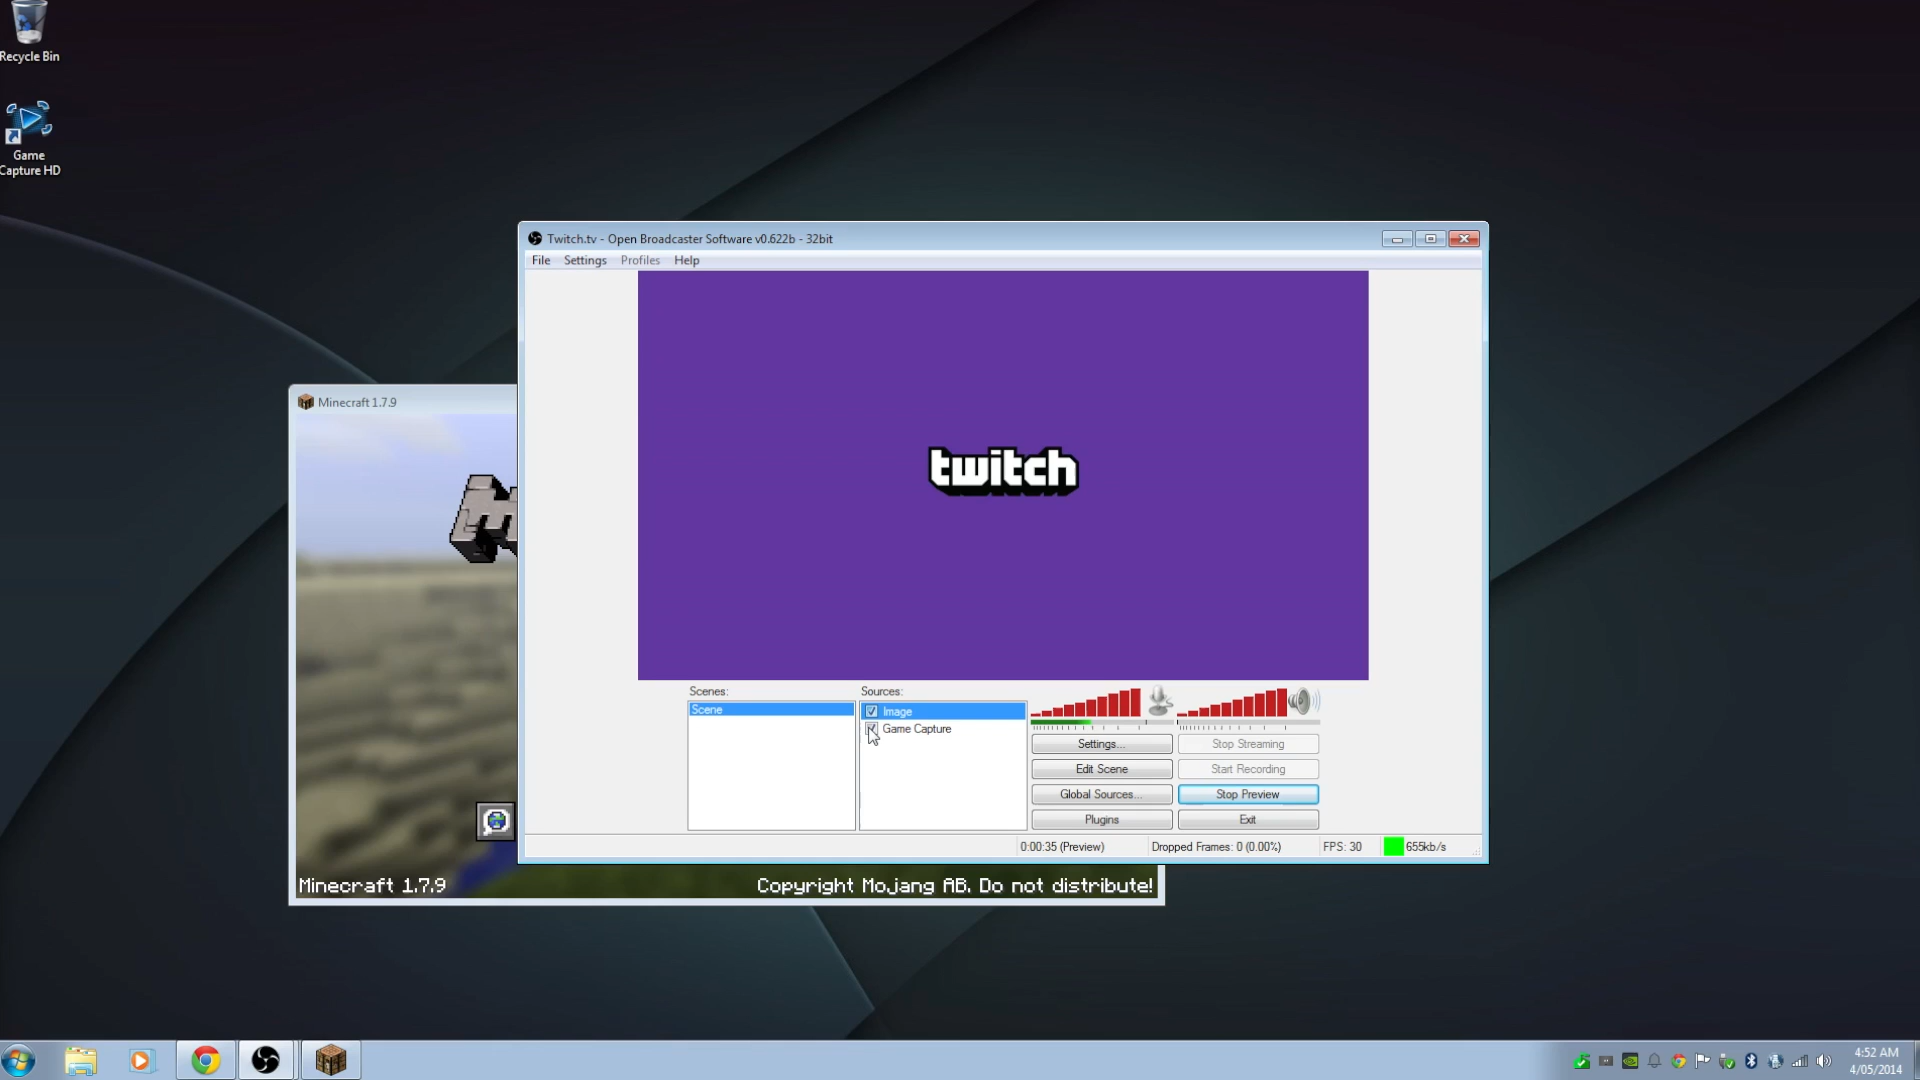 Recycle Bin
Game
Capture HD
Twitch.tv - Open Broadcaster Software v0.622b - 32bit
File Settings Profiles Help
Minecraft 1.7.9
twitch
Scenes:
Scene
Sources:
Image
Game Capture
Settings...
Stop Streaming
Edit Scene
Start Recording
Global Sources...
Stop Preview
Plugins
Exit
0:00:35 (Preview)
Dropped Frames: 0 (0.00%)
FPS: 30
655kb/s
Minecraft 1.7.9
Copyright Mojang AB. Do not distribute!
4:52 AM
4/05/2014